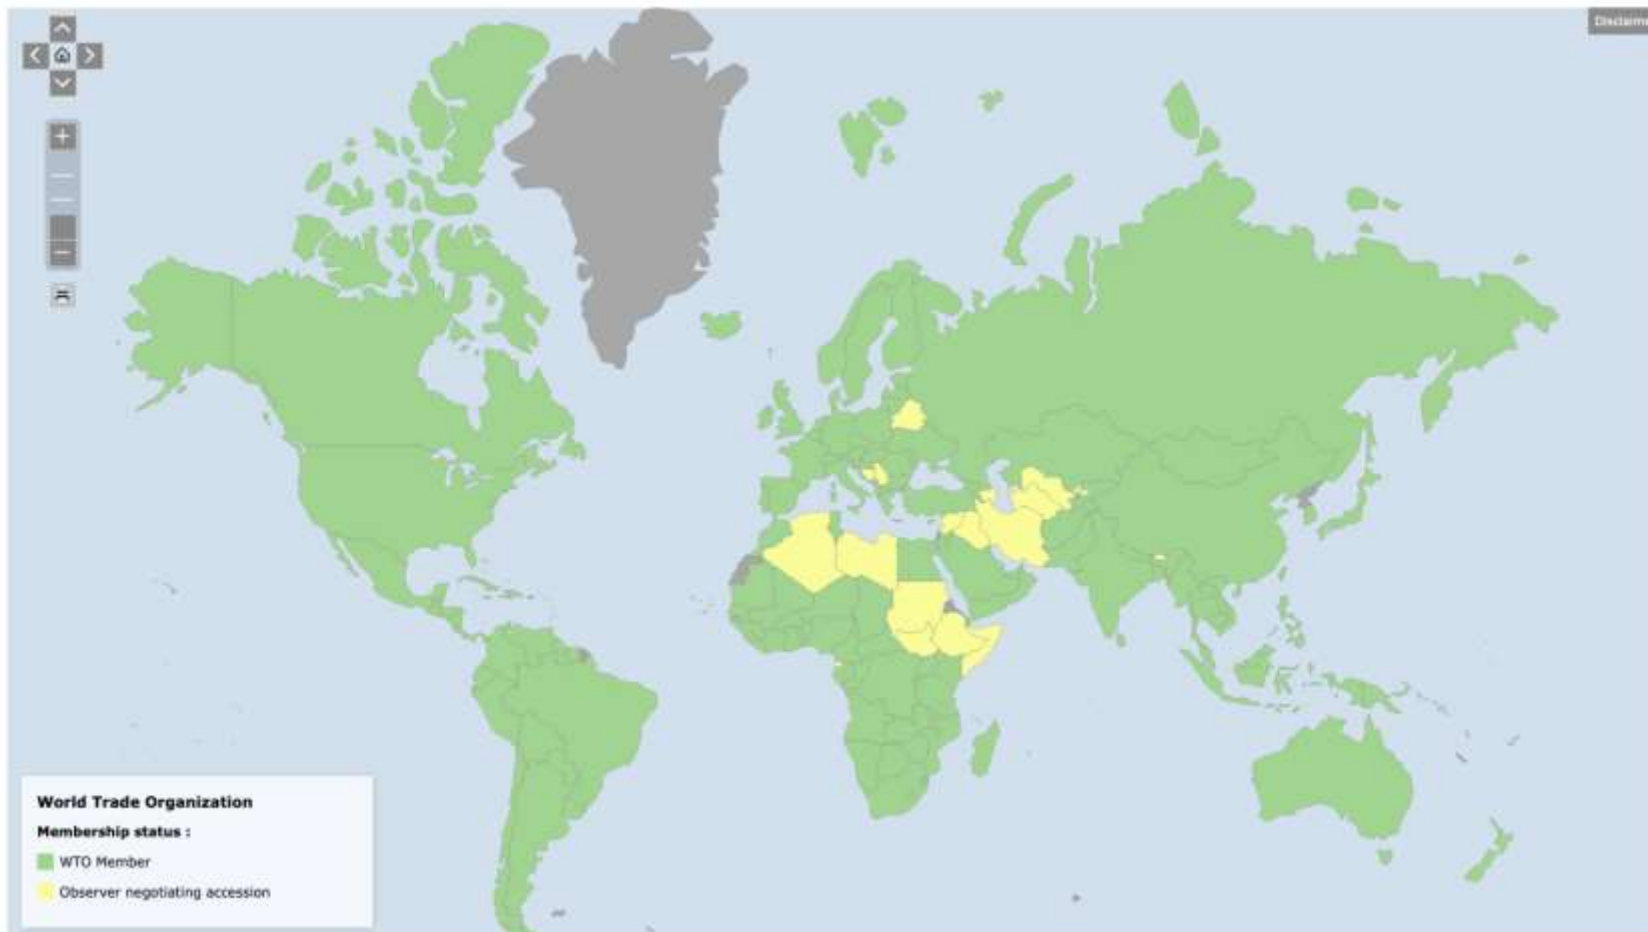 World Trade Organization
Membership status :
WTO Member
Observer negotiating accession